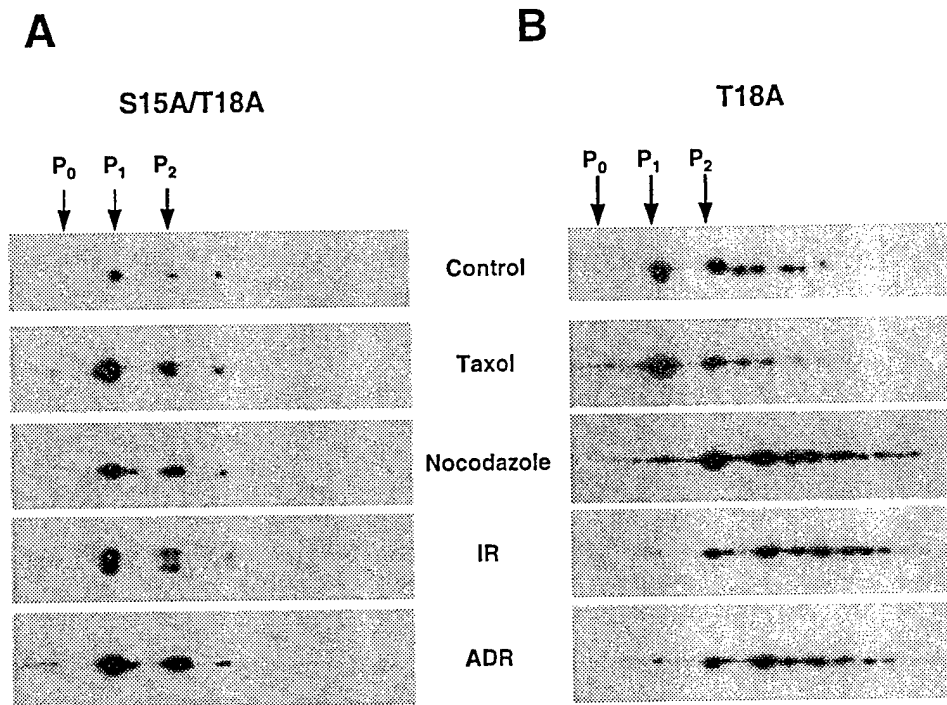 A
B
S15A/T18A
T18A
P0 P1 P2
P0 P1 P2
Control
Taxol
Nocodazole
IR
ADR